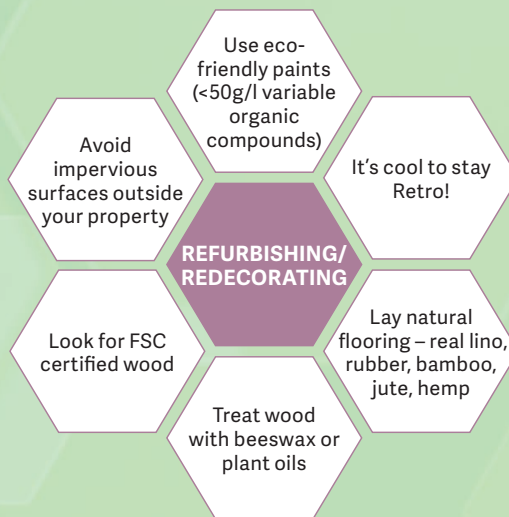 Use eco-
friendly paints
(<50g/l variable
organic
compounds)
Avoid
impervious
surfaces outside
your property
It's cool to stay
Retro!
REFURBISHING/
REDECORATING
Look for FSC
certified wood
Lay natural
flooring – real lino,
rubber, bamboo,
jute, hemp
Treat wood
with beeswax or
plant oils